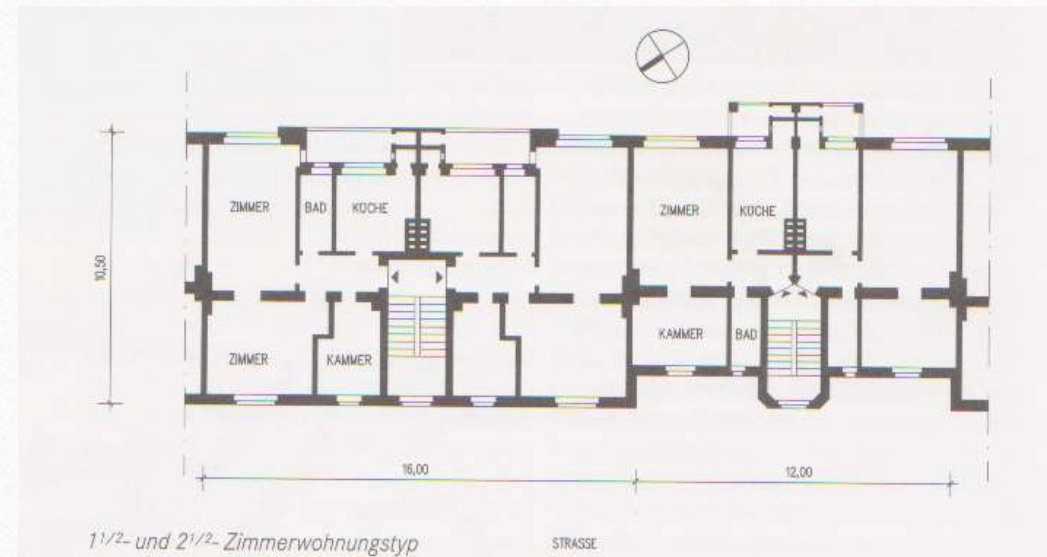 ZIMMER
BAD
KÜCHE
ZIMMER
KÜCHE
10,50
ZIMMER
KAMMER
KAMMER
BAD
16,00
12,00
1 1/2- und 2 1/2- Zimmerwohnungstyp
STRASSE